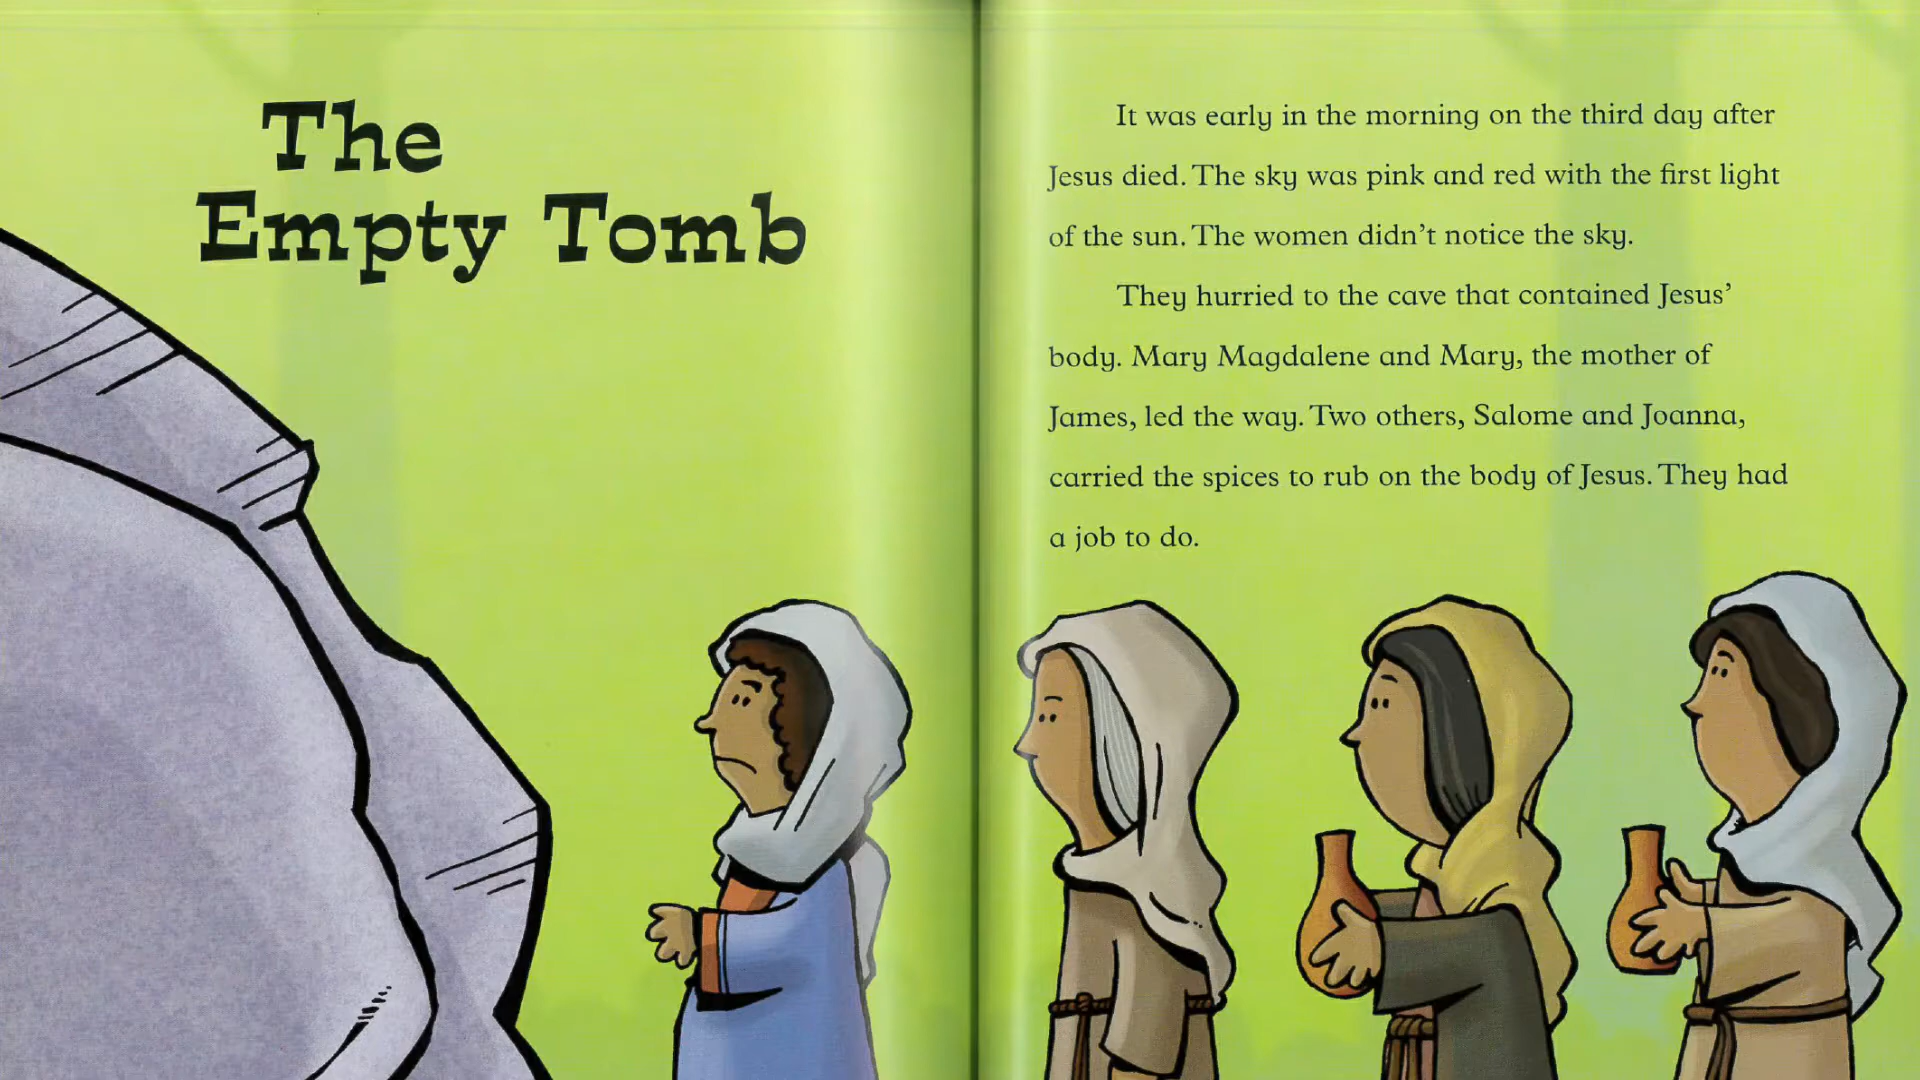 The
Empty Tomb
It was early in the morning on the third day after
Jesus died. The sky was pink and red with the first light
of the sun. The women didn’t notice the sky.
They hurried to the cave that contained Jesus’
body. Mary Magdalene and Mary, the mother of
James, led the way. Two others, Salome and Joanna,
carried the spices to rub on the body of Jesus. They had
a job to do.